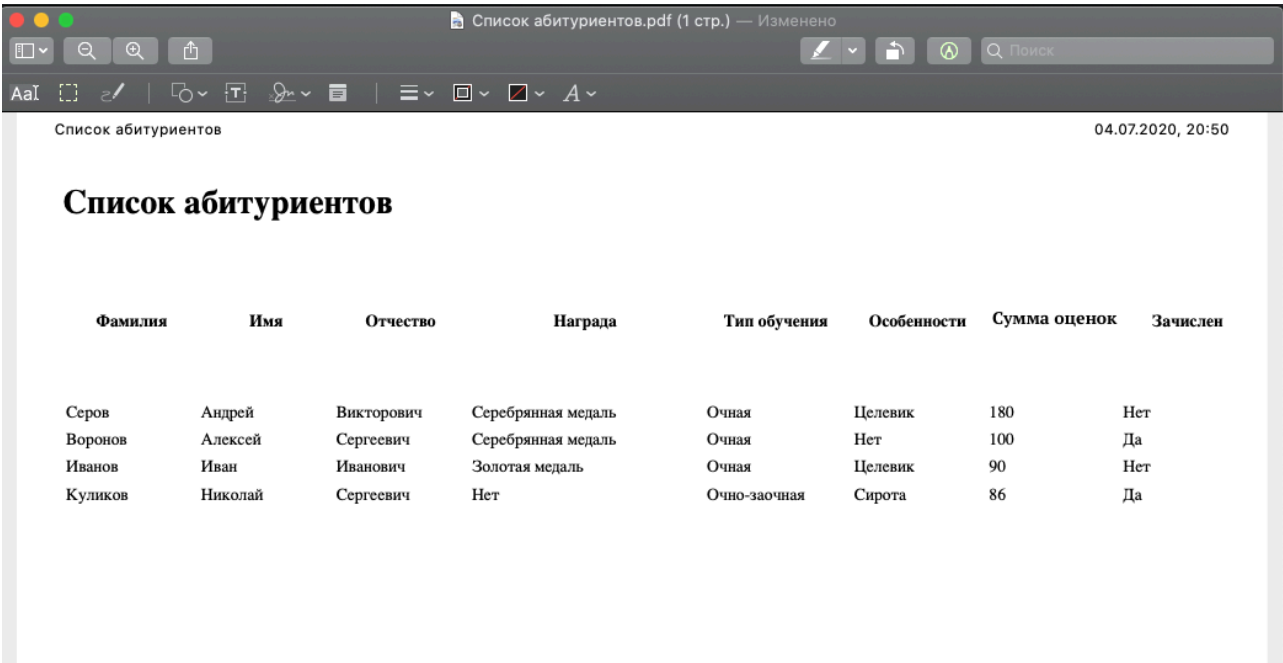 Список абитуриентов.pdf (1 стр.) — Изменено
Поиск
AaI T A
Список абитуриентов 04.07.2020, 20:50
Список абитуриентов
Фамилия Имя Отчество Награда Тип обучения Особенности Сумма оценок Зачислен
Серов Андрей Викторович Серебрянная медаль Очная Целевик 180 Нет
Воронов Алексей Сергеевич Серебрянная медаль Очная Нет 100 Да
Иванов Иван Иванович Золотая медаль Очная Целевик 90 Нет
Куликов Николай Сергеевич Нет Очно-заочная Сирота 86 Да